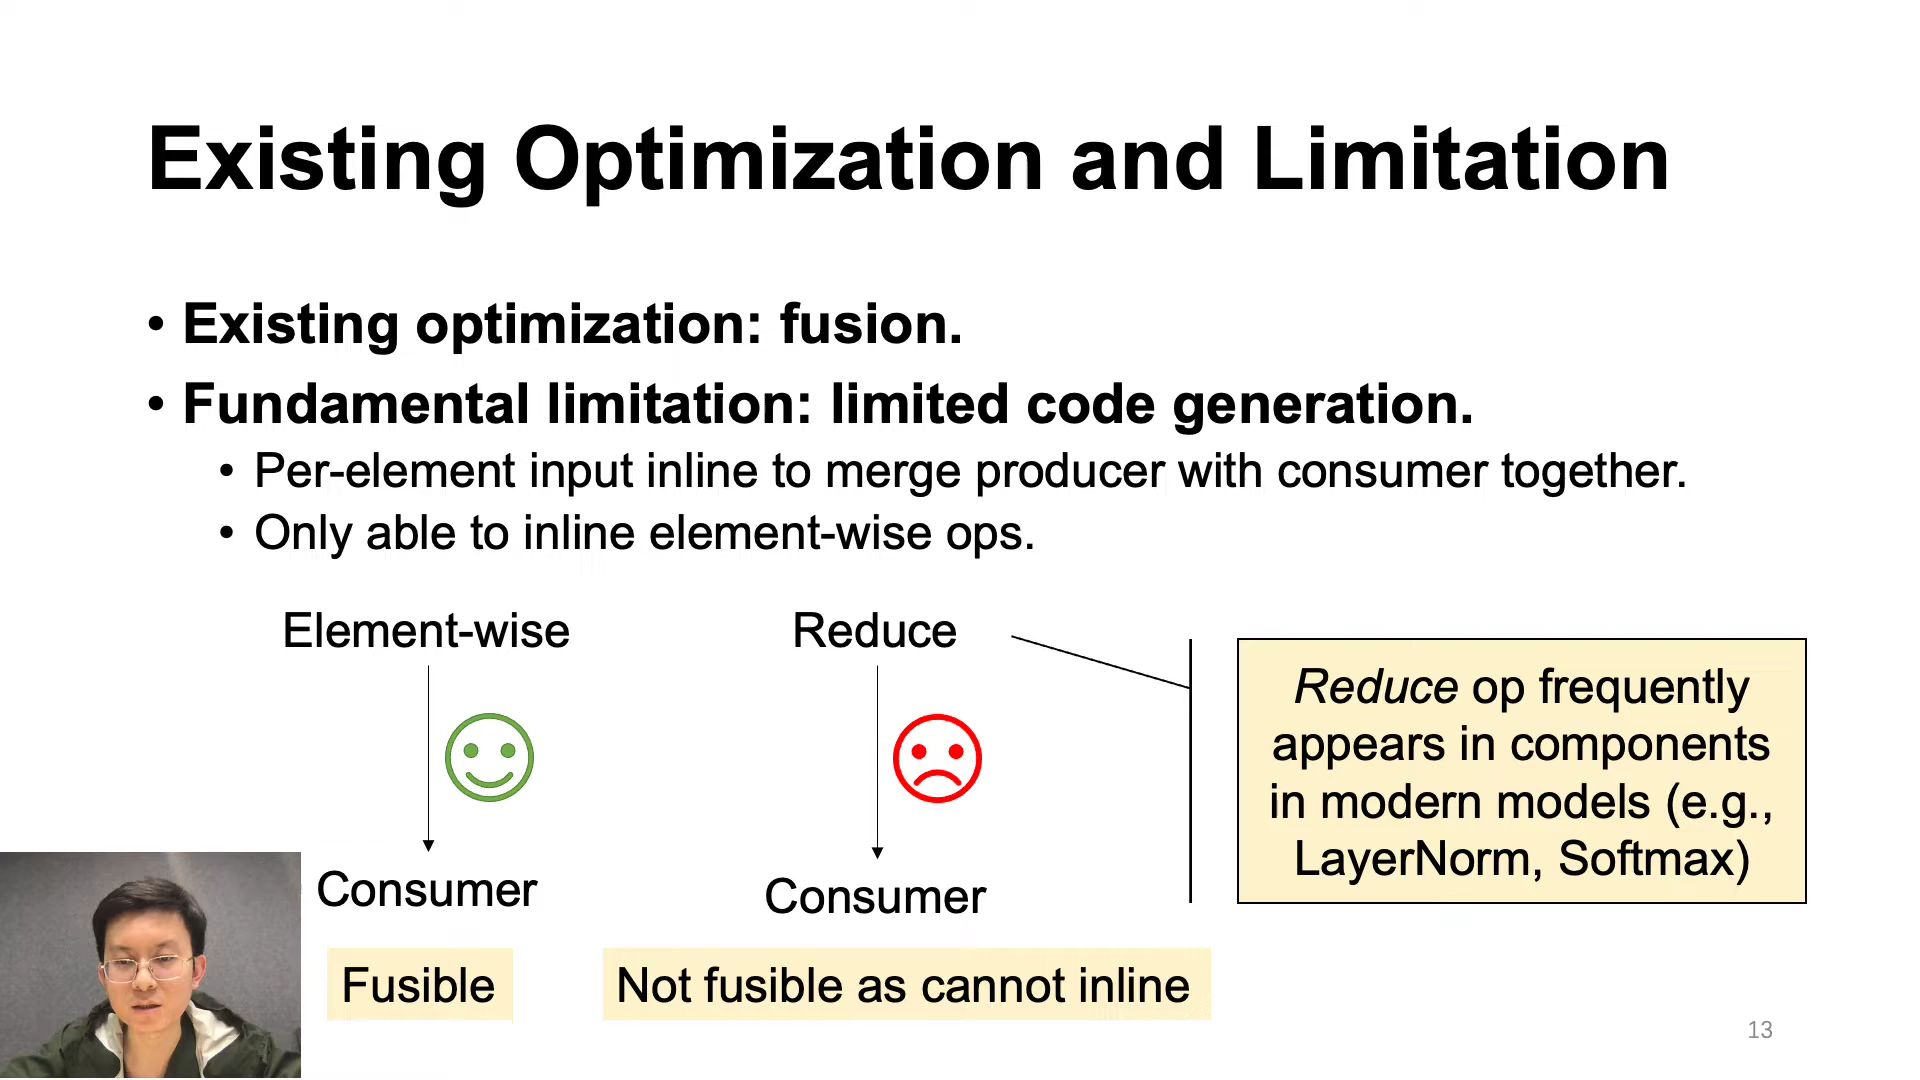 Existing Optimization and Limitation
• Existing optimization: fusion.
• Fundamental limitation: limited code generation.
• Per-element input inline to merge producer with consumer together.
• Only able to inline element-wise ops.
Element-wise
Consumer
Fusible
Reduce
Consumer
Not fusible as cannot inline
Reduce op frequently
appears in components
in modern models (e.g.,
LayerNorm, Softmax)
13